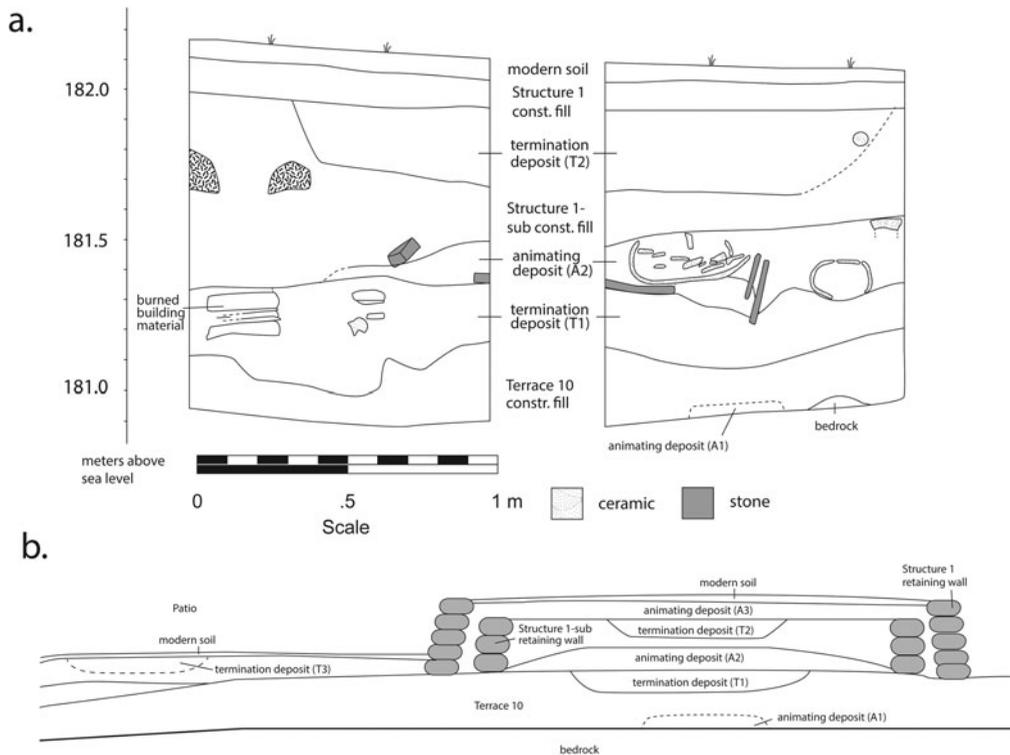 a.
182.0
181.5
181.0
meters above
sea level
modern soil
Structure 1
const. fill
termination
deposit (T2)
Structure 1-
sub const. fill
animating
deposit (A2)
burned
building
material
termination
deposit (T1)
Terrace 10
constr. fill
animating deposit (A1)
bedrock
0
.5
1 m
Scale
ceramic
stone
b.
Patio
modern soil
termination deposit (T3)
Structure 1-sub
retaining wall
modern soil
Structure 1
retaining wall
animating deposit (A3)
termination deposit (T2)
animating deposit (A2)
termination deposit (T1)
Terrace 10
animating deposit (A1)
bedrock